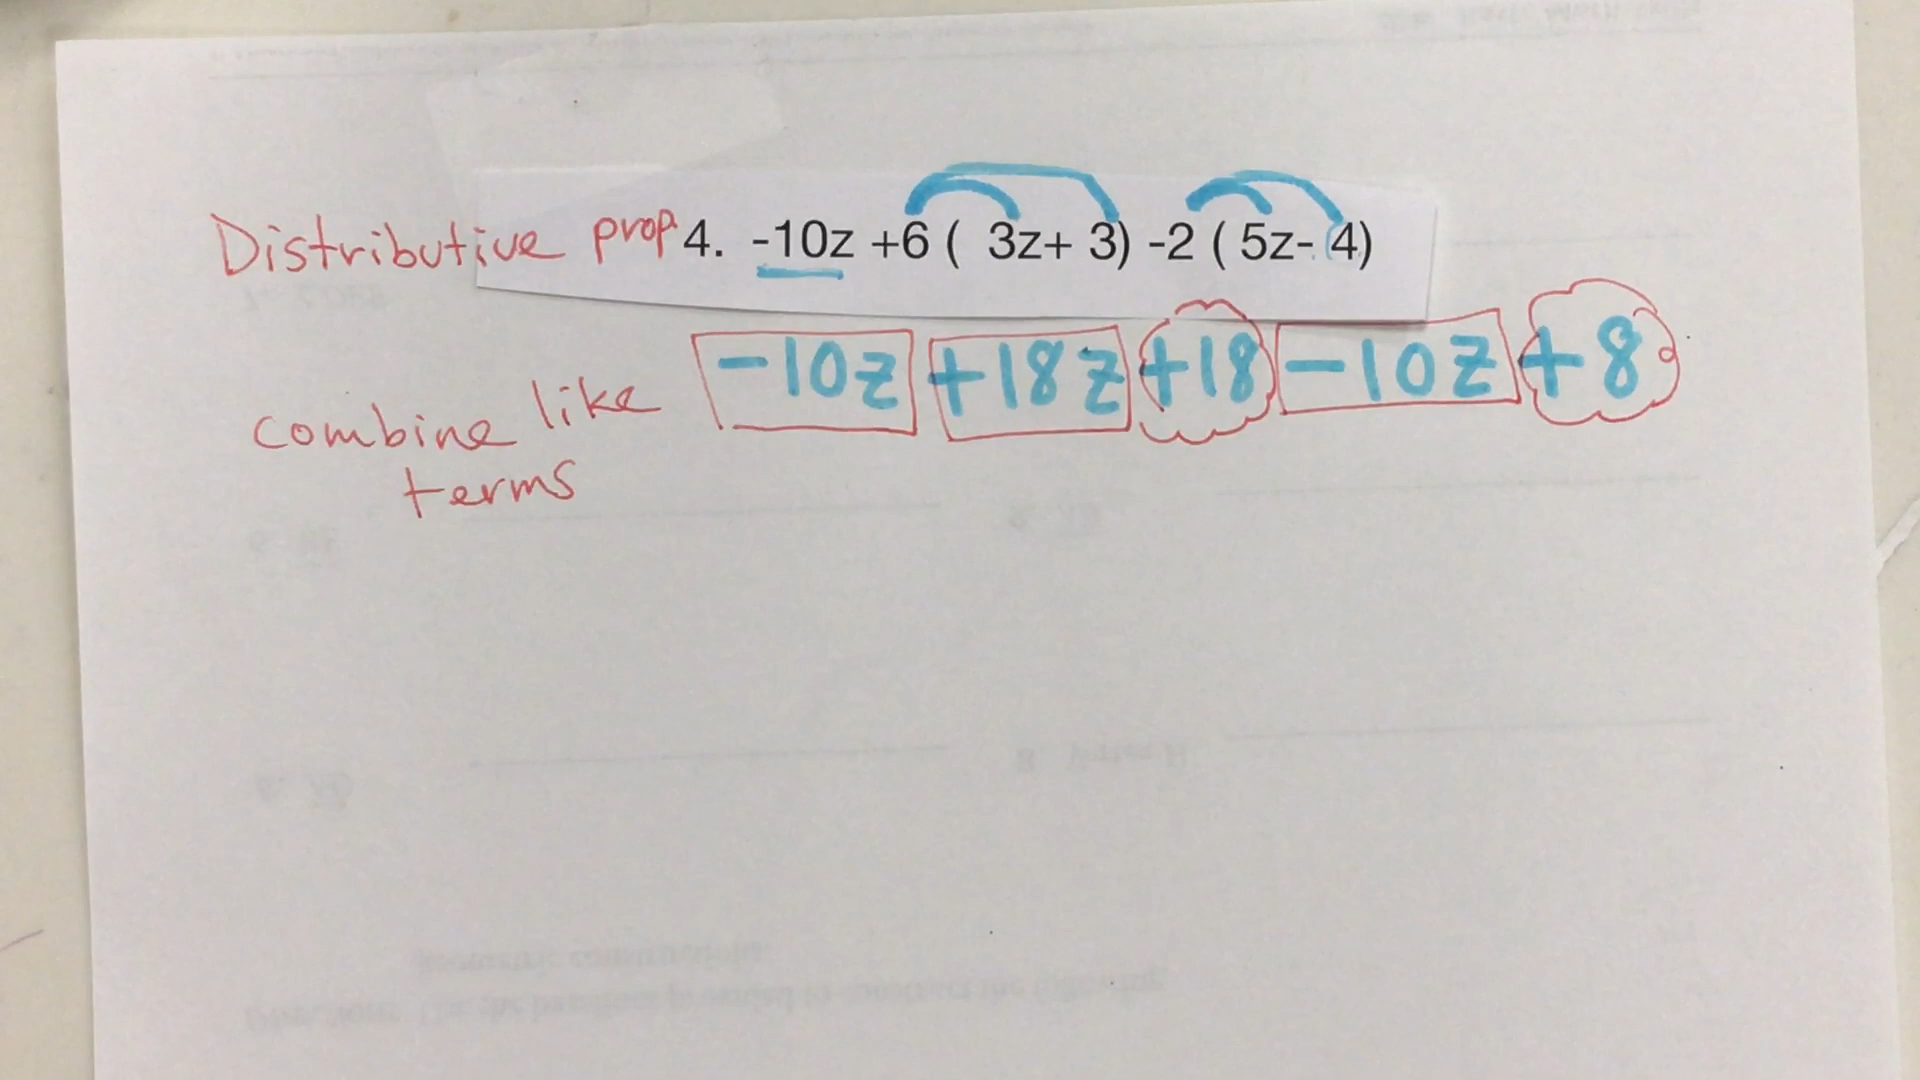 Distributive prop 4. -10z +6 ( 3z+ 3) -2 ( 5z- 4)
-10z +18z +18 -10z +8
combine like
terms